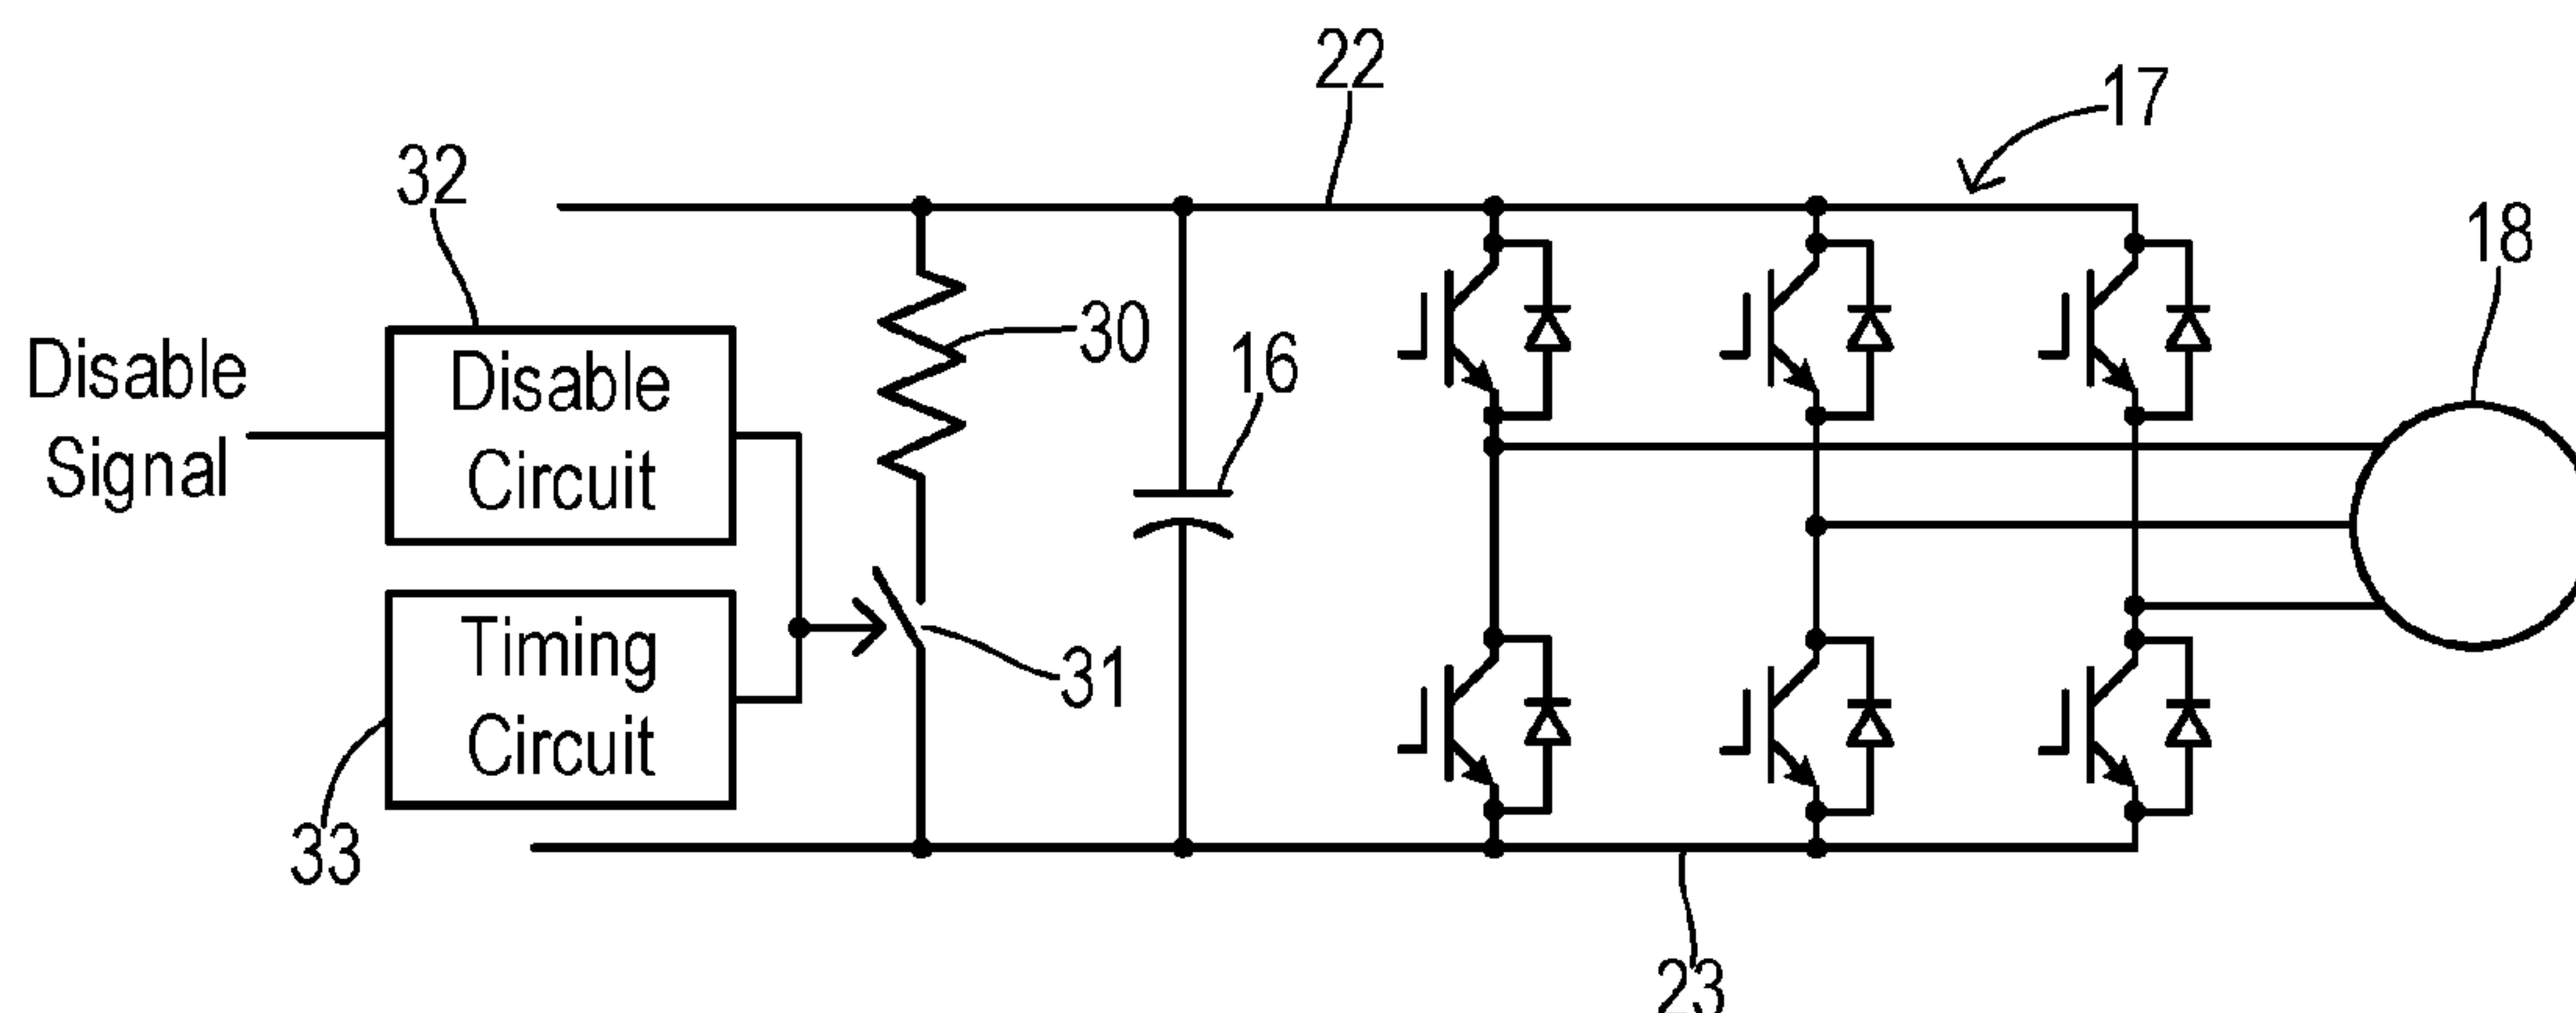 22
17
32
18
Disable
Signal
Disable
Circuit
30
16
Timing
Circuit
31
33
23